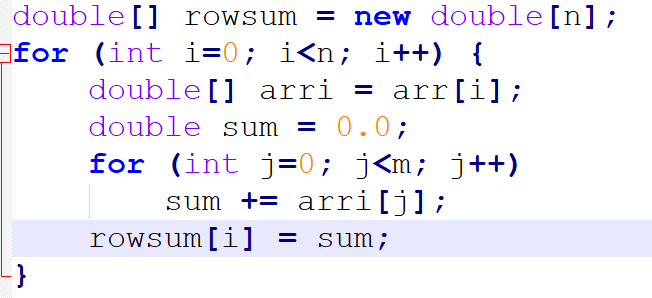 double[] rowsum = new double[n];
for (int i=0; i<n; i++) {
    double[] arri = arr[i];
    double sum = 0.0;
    for (int j=0; j<m; j++)
        sum += arri[j];
    rowsum[i] = sum;
}